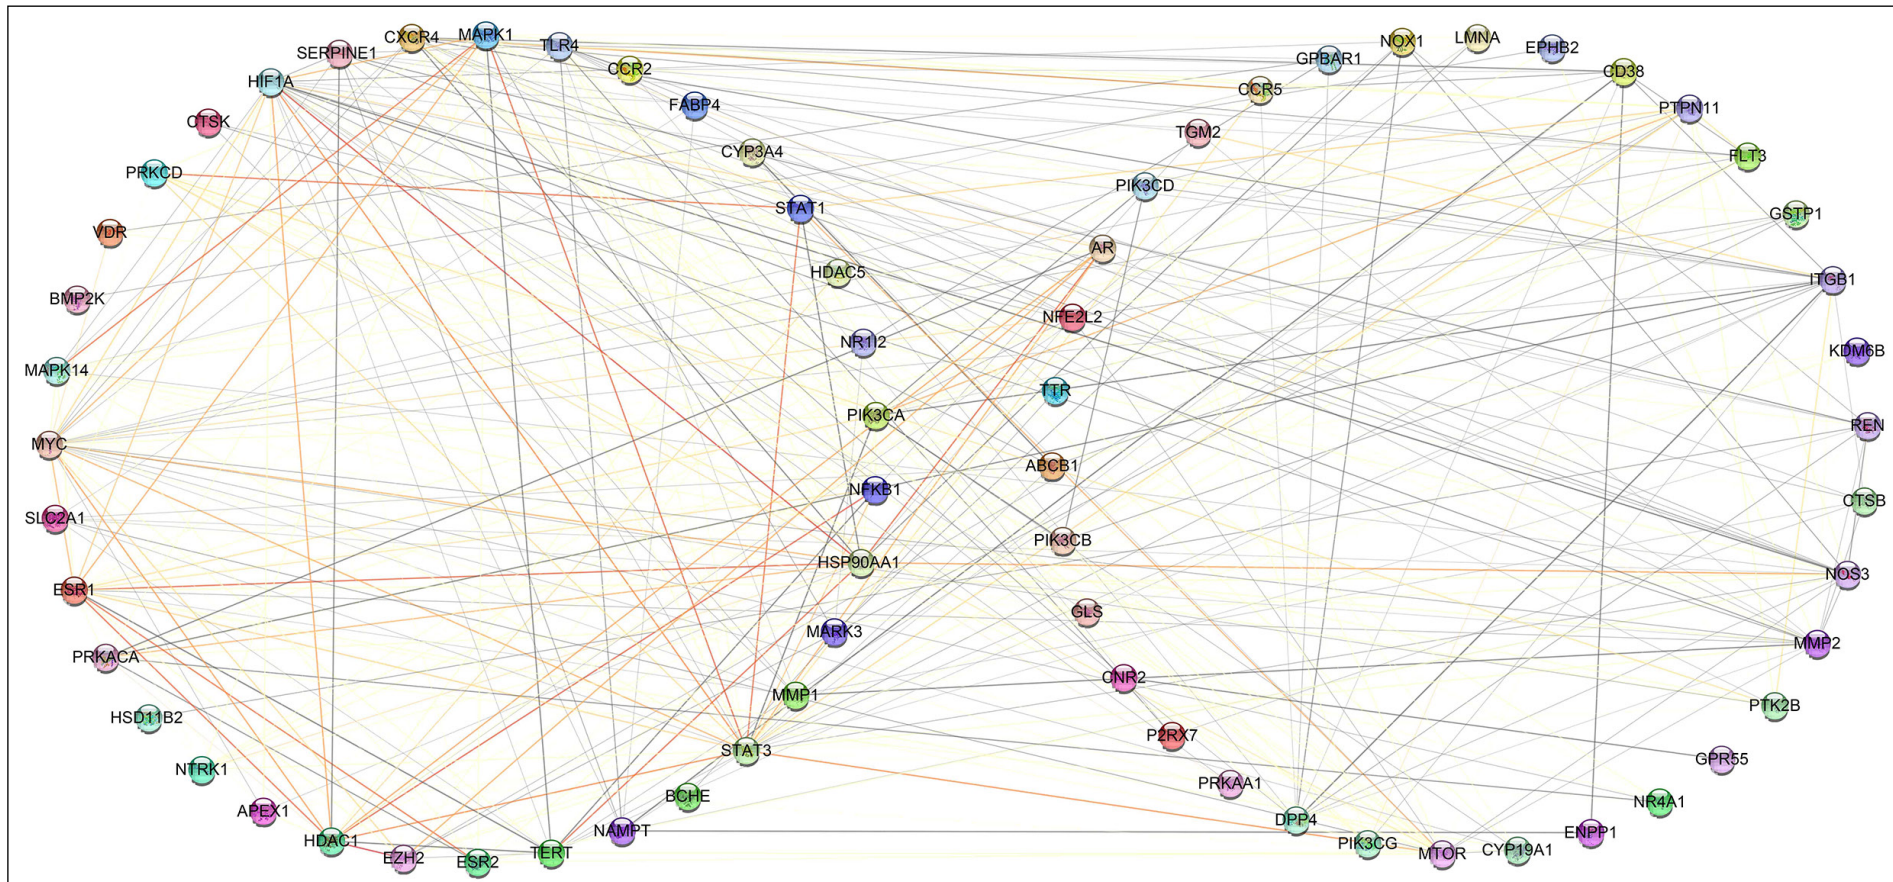 CXCR4
MAPK1
TLR4
SERPINE1
CCR2
GPBAR1
NOX1
LMNA
EPHB2
HIF1A
FABP4
CCR5
CD38
PTPN11
CTSK
CYP3A4
TGM2
FLT3
PRKCD
STAT1
PIK3CD
GSTP1
VDR
HDAC5
AR
ITGB1
BMP2K
NR1I2
NFE2L2
KDM6B
MAPK14
PIK3CA
TTR
REN
MYC
NFKB1
ABCB1
CTSB
SLC2A1
HSP90AA1
PIK3CB
NOS3
ESR1
MARK3
GLS
MMP2
PRKACA
MMP1
CNR2
PTK2B
HSD11B2
STAT3
P2RX7
GPR55
NTRK1
BCHE
PRKAA1
NR4A1
APEX1
NAMPT
DPP4
ENPP1
HDAC1
EZH2
ESR2
TERT
PIK3CG
MTOR
CYP19A1